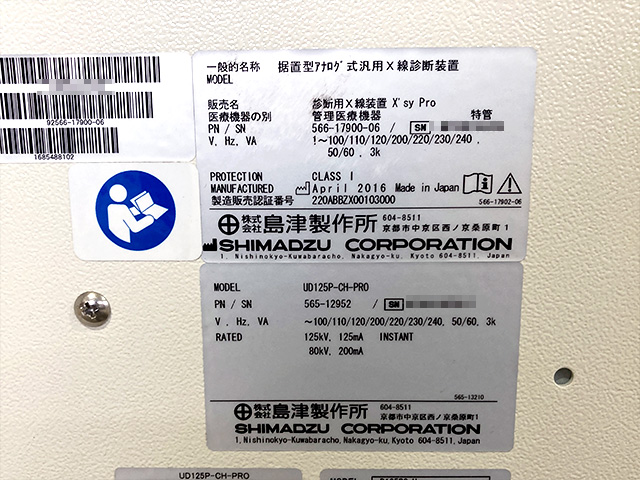 92566-17900-06
1685488102
一般的名称 据置型アナログ式汎用X線診断装置
MODEL
販売名 診断用X線装置 X'sy Pro
医療機器の別 管理医療機器 特管
PN / SN 566-17900-06 / SN
V, Hz, VA 1～100/110/120/200/220/230/240,
50/60, 3k
PROTECTION CLASS I
MANUFACTURED April 2016 Made in Japan
製造販売認証番号 220ABBZX00103000
566-17902-06
株式会社 島津製作所 604-8511
京都市中京区西ノ京桑原町1
SHIMADZU CORPORATION
1, Nishinokyo-Kuwabaracho, Nakagyo-ku, Kyoto 604-8511, Japan
MODEL UD125P-CH-PRO
PN / SN 565-12952 / SN
V, Hz, VA ～100/110/120/200/220/230/240, 50/60, 3k
RATED 125kV, 125mA INSTANT
80kV, 200mA
565-13210
株式会社 島津製作所 604-8511
京都市中京区西ノ京桑原町1
SHIMADZU CORPORATION
1, Nishinokyo-Kuwabaracho, Nakagyo-ku, Kyoto 604-8511, Japan
UD125P-CH-PRO
MODEL